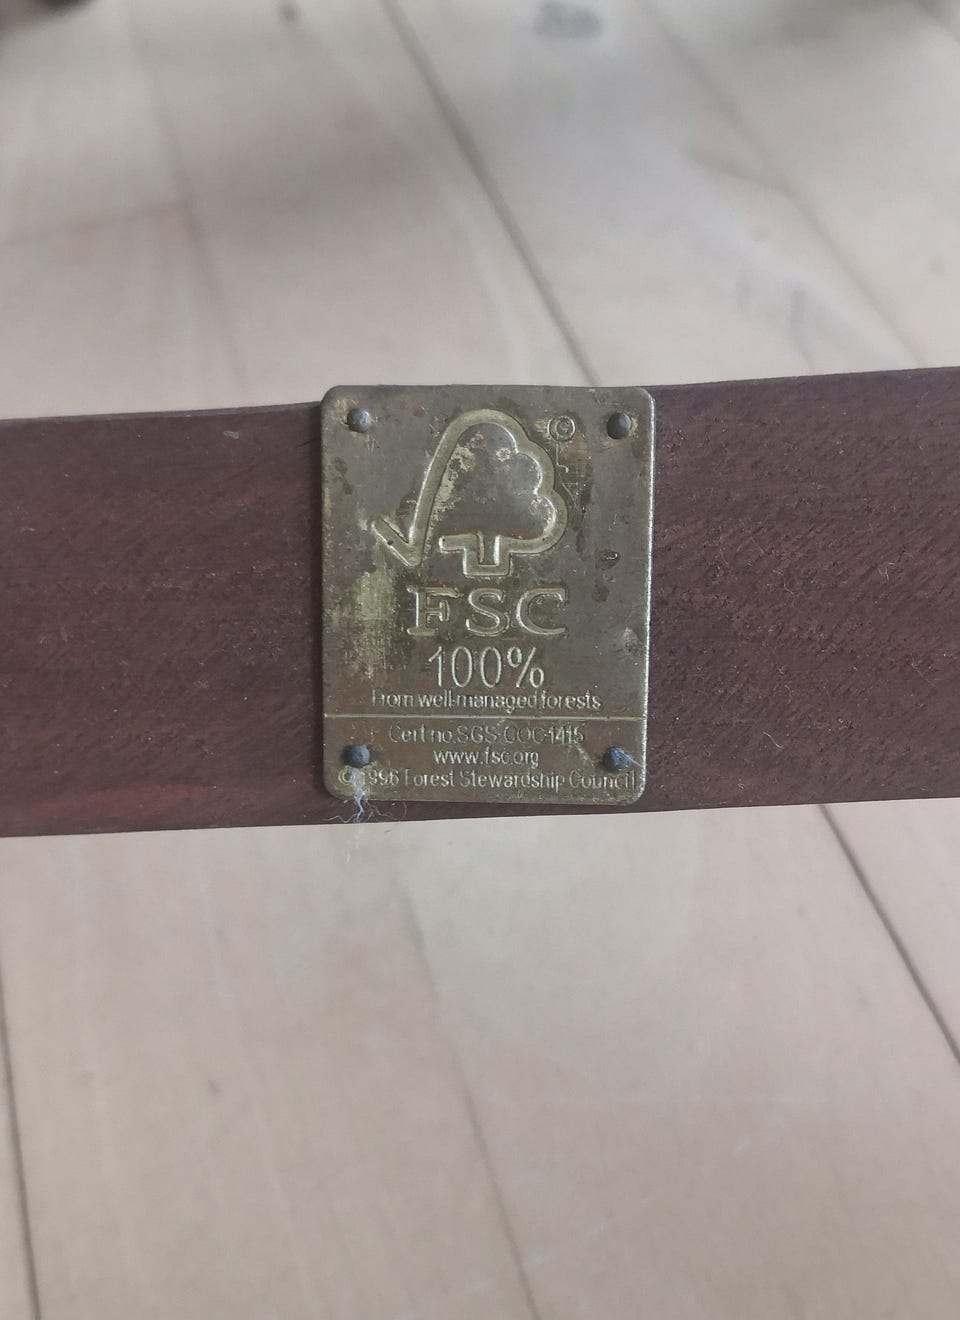 ©
FSC
100%
From well-managed forests
Cert no. SGS-COC-1415
www.fsc.org
© 1996 Forest Stewardship Council